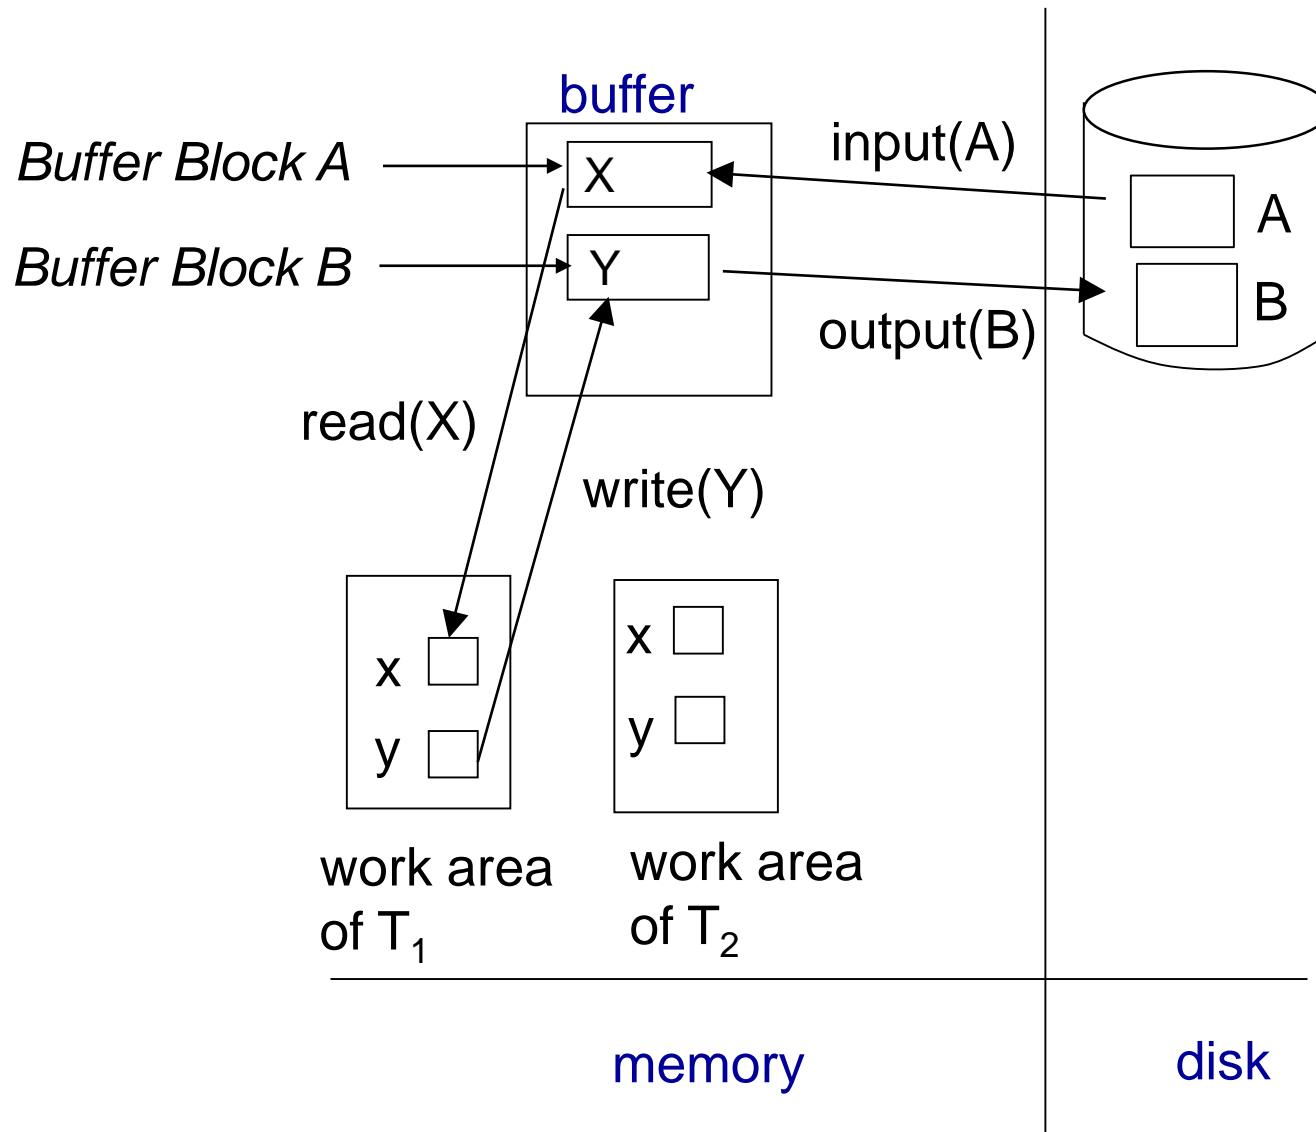 buffer
input(A)
Buffer Block A
X
A
Buffer Block B
Y
B
output(B)
read(X)
write(Y)
x
y
x
y
work area
of T₁
work area
of T₂
memory
disk